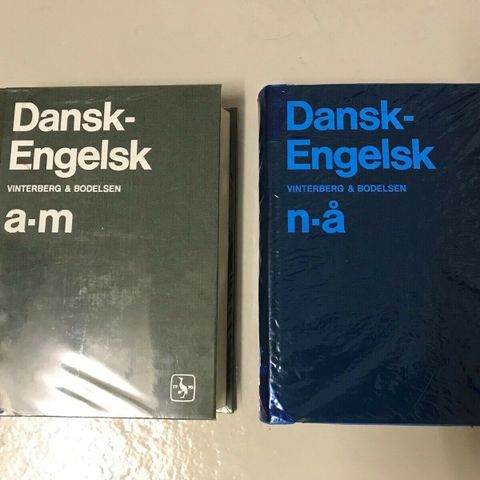 Dansk-
Engelsk
VINTERBERG & BODELSEN
a-m
Dansk-
Engelsk
VINTERBERG & BODELSEN
n-å